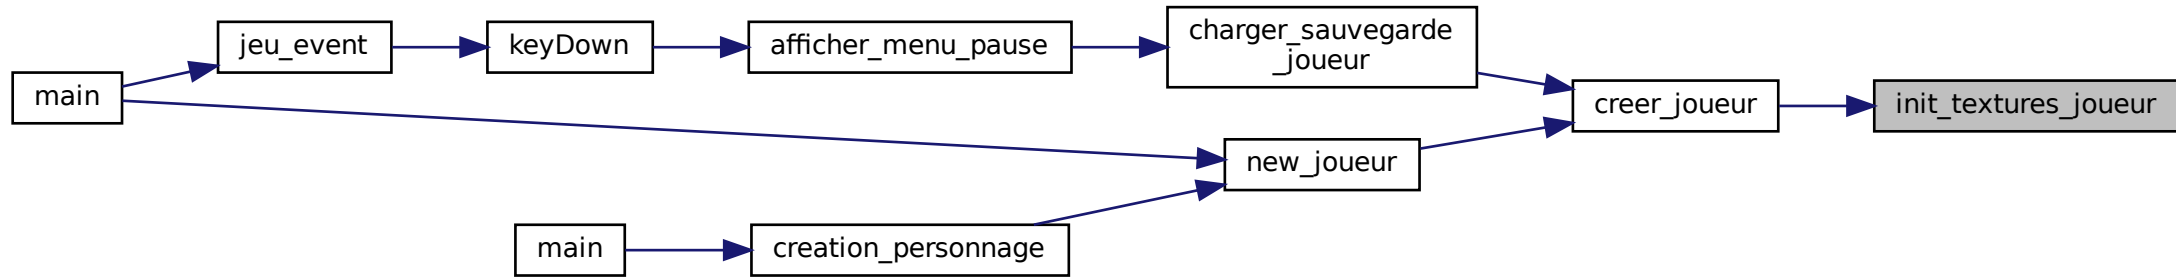 jeu_event
keyDown
afficher_menu_pause
charger_sauvegarde
_joueur
main
creer_joueur
init_textures_joueur
new_joueur
main
creation_personnage